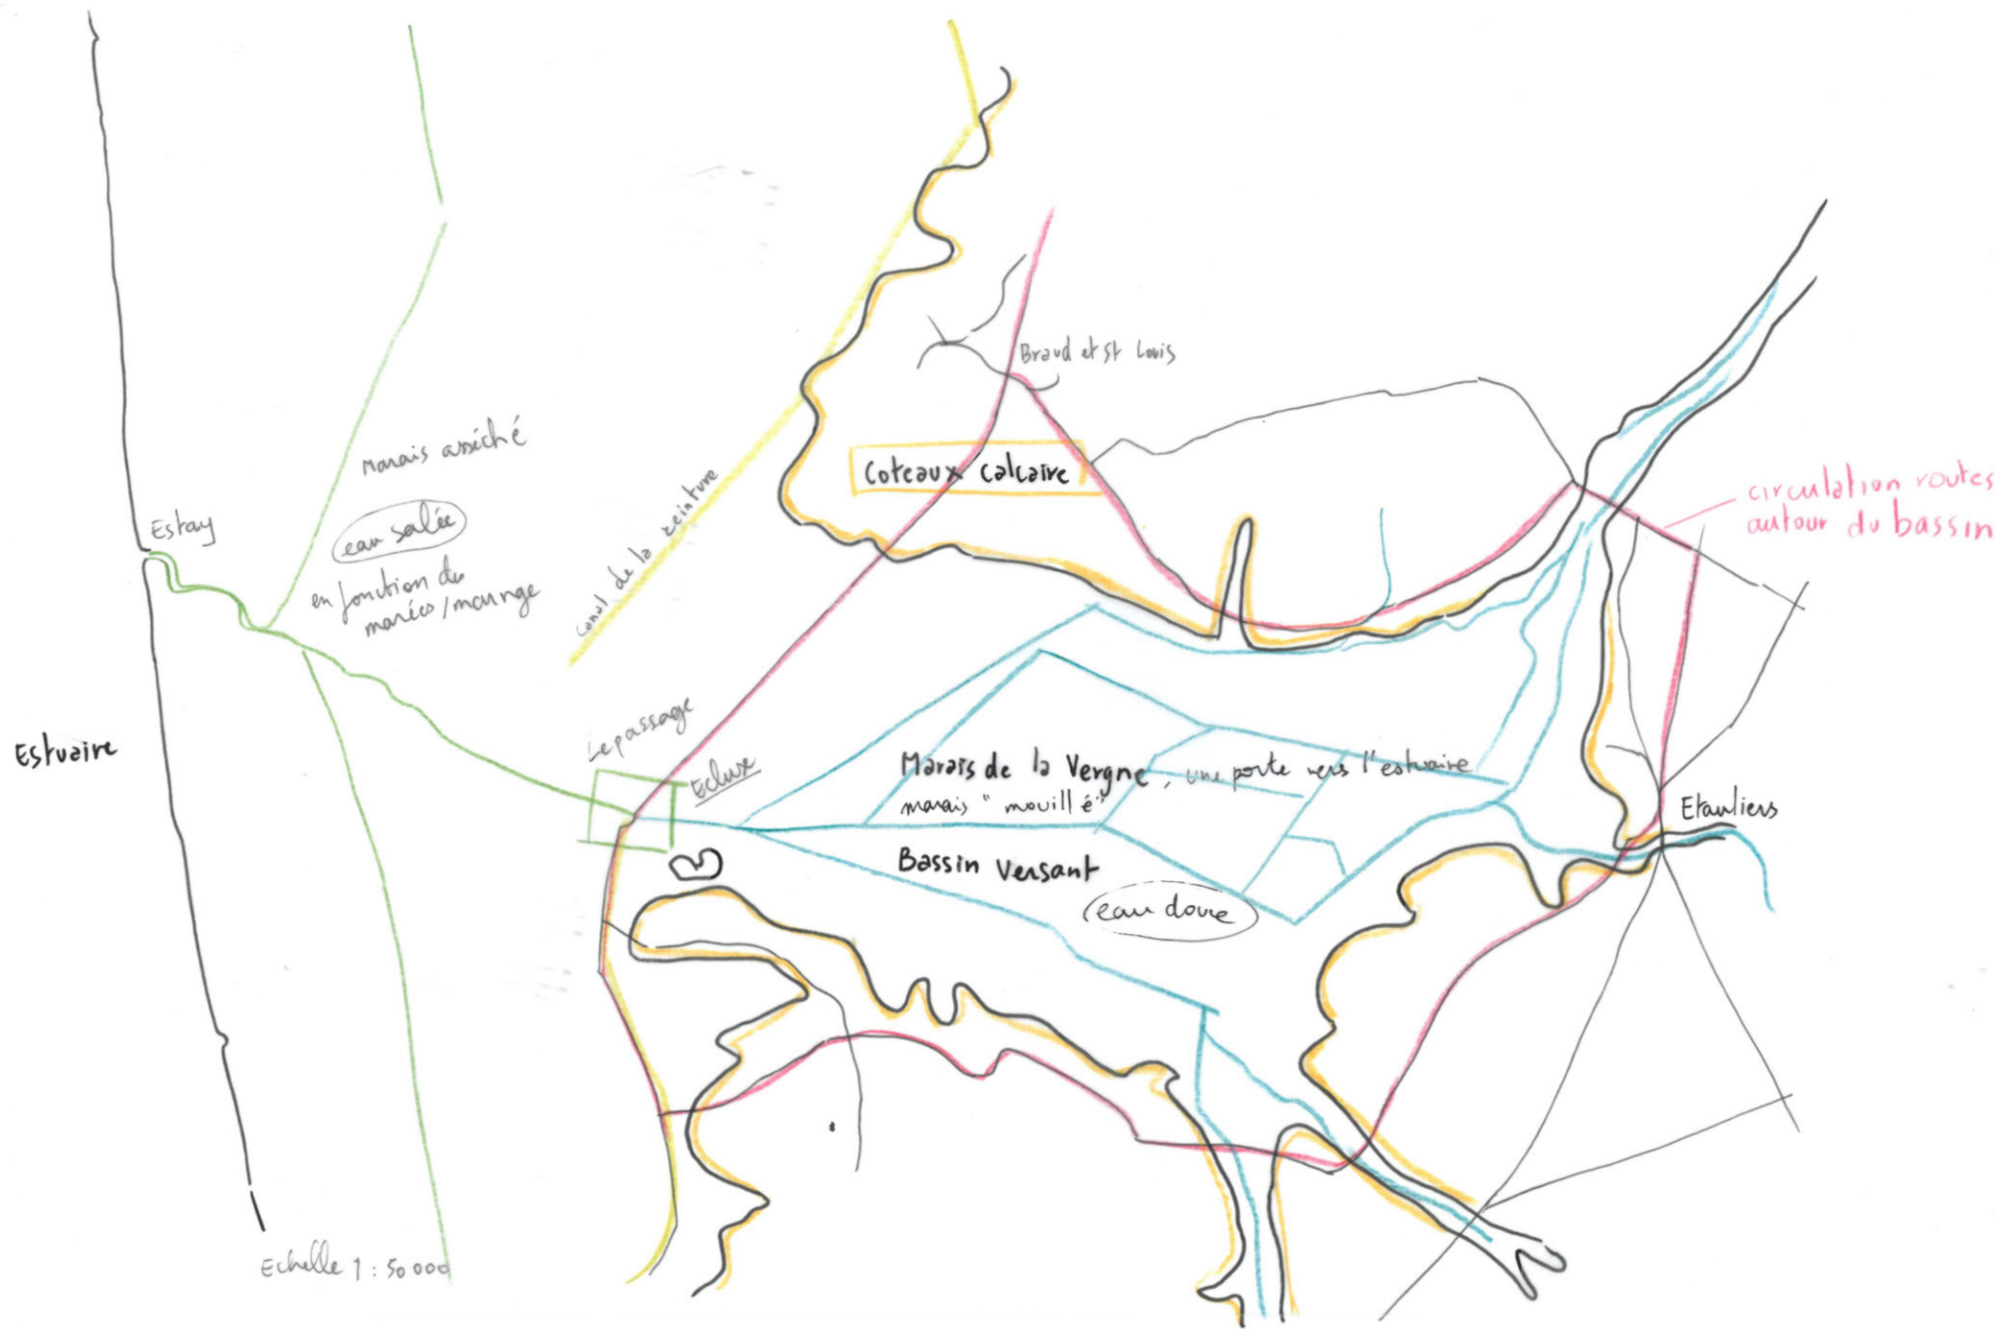 Braud et St Louis
Coteaux Calcaire
circulation routes
autour du bassin
Marais asséché
eau salée
en fonction des
marées/marnage
Estay
canal de la ceinture
Estuaire
Le passage
Ecluse
Marais de la Vergne, une porte vers l'estuaire
marais "mouillé"
Etauliers
Bassin Versant
eau douce
Echelle 1 : 50 000